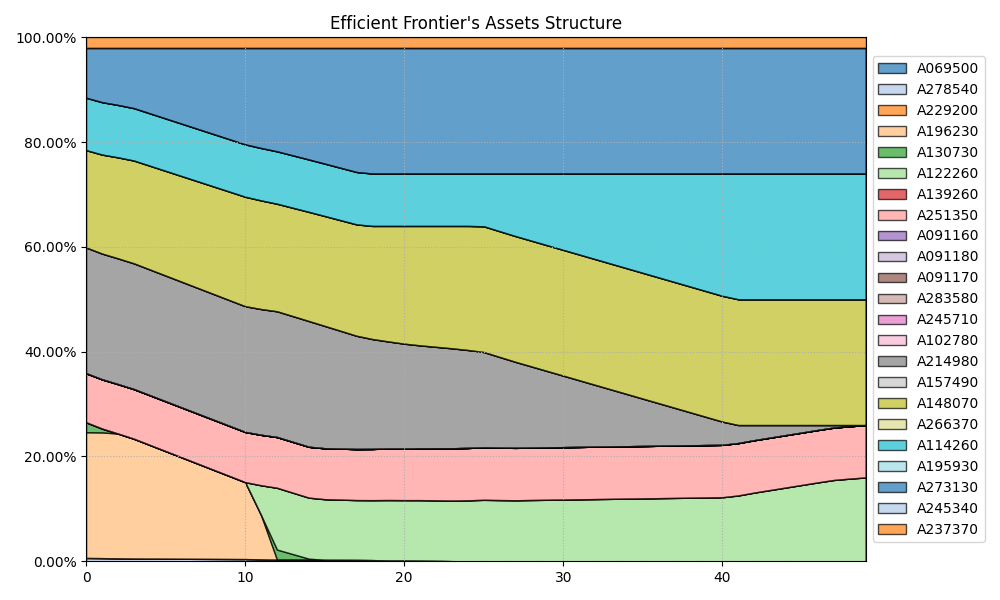 Efficient Frontier's Assets Structure
100.00%
80.00%
60.00%
40.00%
20.00%
0.00%
0
10
20
30
40
A069500
A278540
A229200
A196230
A130730
A122260
A139260
A251350
A091160
A091180
A091170
A283580
A245710
A102780
A214980
A157490
A148070
A266370
A114260
A195930
A273130
A245340
A237370